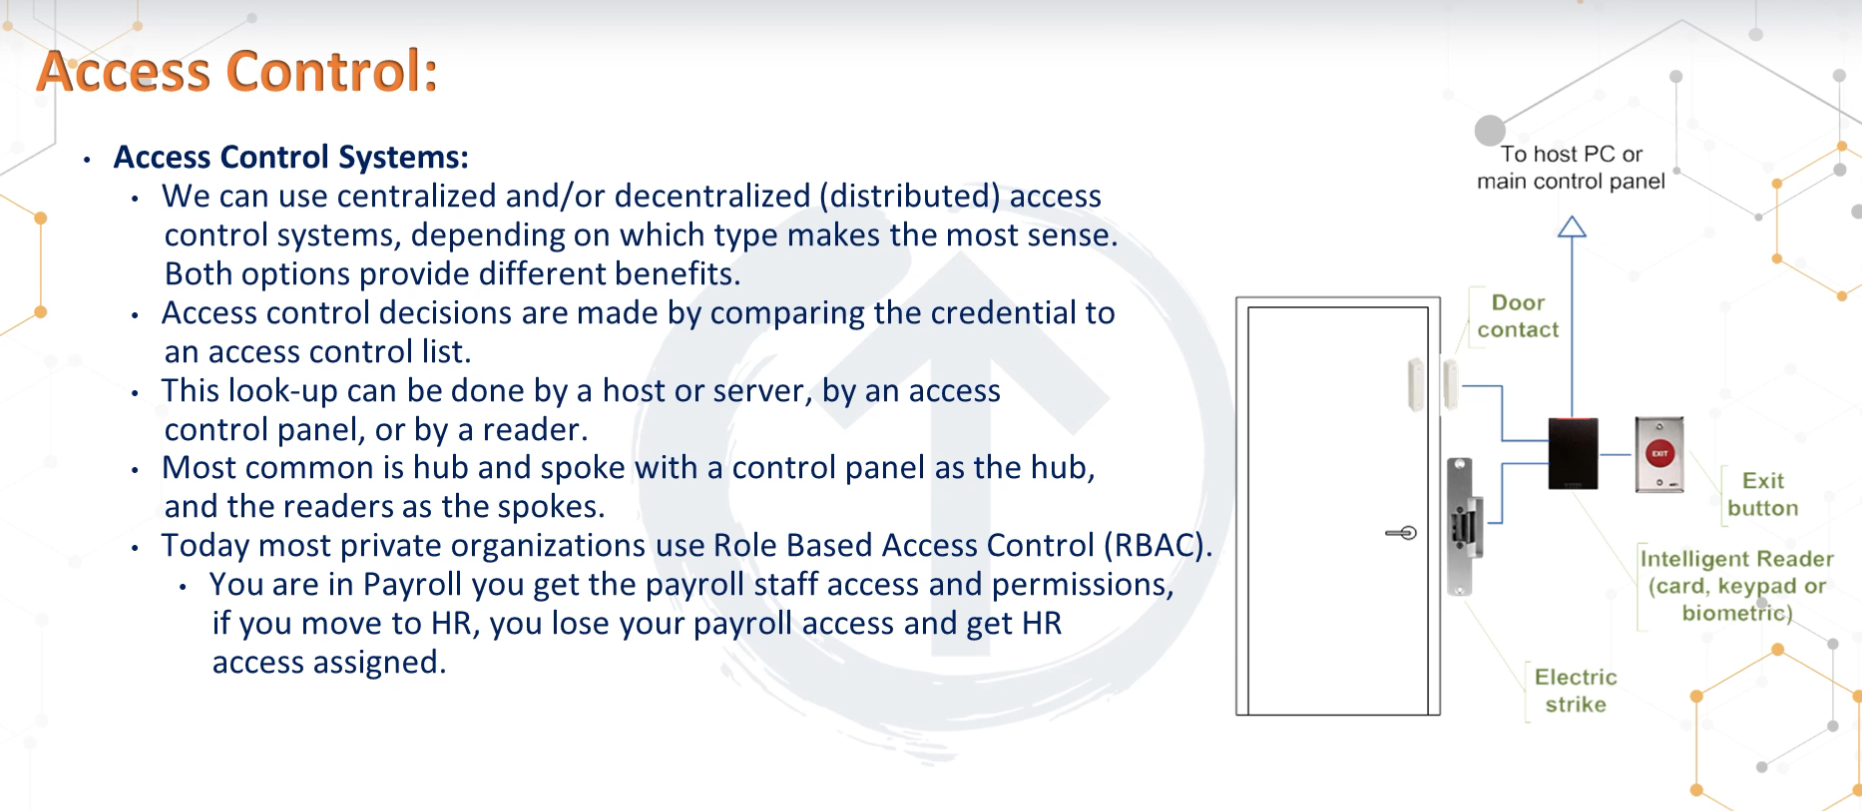 Access Control:
• Access Control Systems:
• We can use centralized and/or decentralized (distributed) access
control systems, depending on which type makes the most sense.
Both options provide different benefits.
• Access control decisions are made by comparing the credential to
an access control list.
• This look-up can be done by a host or server, by an access
control panel, or by a reader.
• Most common is hub and spoke with a control panel as the hub,
and the readers as the spokes.
• Today most private organizations use Role Based Access Control (RBAC).
• You are in Payroll you get the payroll staff access and permissions,
if you move to HR, you lose your payroll access and get HR
access assigned.
To host PC or
main control panel
Door
contact
EXIT
Exit
button
Intelligent Reader
(card, keypad or
biometric)
Electric
strike